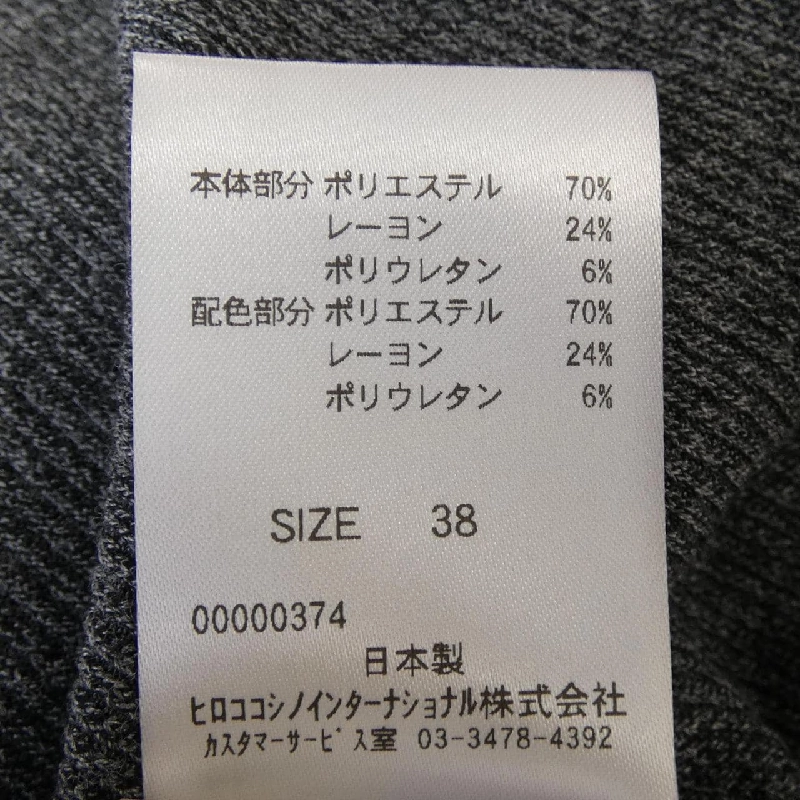 本体部分 ポリエステル 70%
レーヨン 24%
ポリウレタン 6%
配色部分 ポリエステル 70%
レーヨン 24%
ポリウレタン 6%
SIZE 38
00000374
日本製
ﾋﾛｺｺｼﾉｲﾝﾀｰﾅｼｮﾅﾙ株式会社
ｶｽﾀﾏｰｻｰﾋﾞｽ室 03-3478-4392